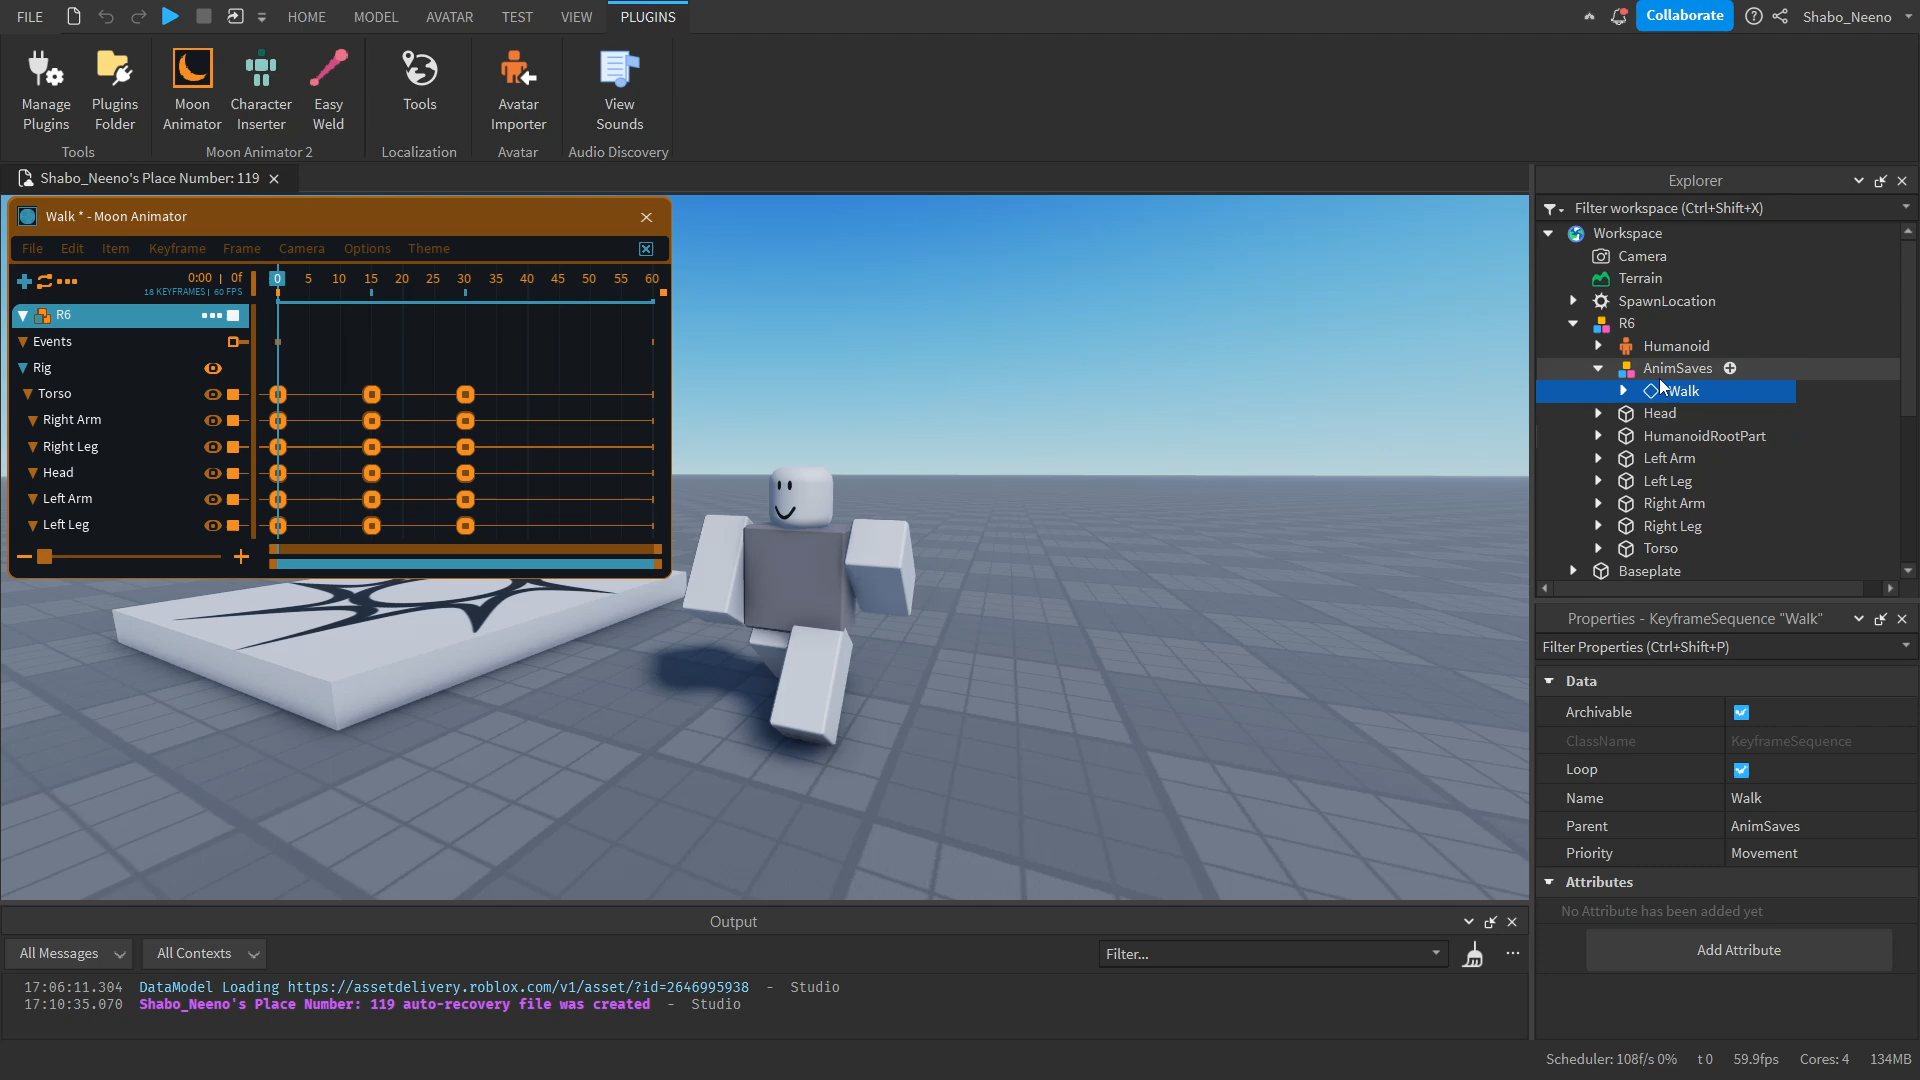 FILE HOME MODEL AVATAR TEST VIEW PLUGINS Collaborate Shabo_Neeno
Manage Plugins
Plugins Folder
Moon Animator
Character Inserter
Easy Weld
Tools
Avatar Importer
View Sounds
Tools Moon Animator 2 Localization Avatar Audio Discovery
Shabo_Neeno's Place Number: 119
Walk * - Moon Animator
File Edit Item Keyframe Frame Camera Options Theme
0:00 | 0f 0 5 10 15 20 25 30 35 40 45 50 55 60
18 KEYFRAMES | 60 FPS
R6
Events
Rig
Torso
Right Arm
Right Leg
Head
Left Arm
Left Leg
Explorer
Filter workspace (Ctrl+Shift+X)
Workspace
Camera
Terrain
SpawnLocation
R6
Humanoid
AnimSaves
Walk
Head
HumanoidRootPart
Left Arm
Left Leg
Right Arm
Right Leg
Torso
Baseplate
Properties - KeyframeSequence "Walk"
Filter Properties (Ctrl+Shift+P)
Data
Archivable
ClassName KeyframeSequence
Loop
Name Walk
Parent AnimSaves
Priority Movement
Attributes
No Attribute has been added yet
Add Attribute
Output
All Messages All Contexts Filter...
17:06:11.304 DataModel Loading https://assetdelivery.roblox.com/v1/asset/?id=2646995938 - Studio
17:10:35.070 Shabo_Neeno's Place Number: 119 auto-recovery file was created - Studio
Scheduler: 108f/s 0% t 0 59.9fps Cores: 4 134MB